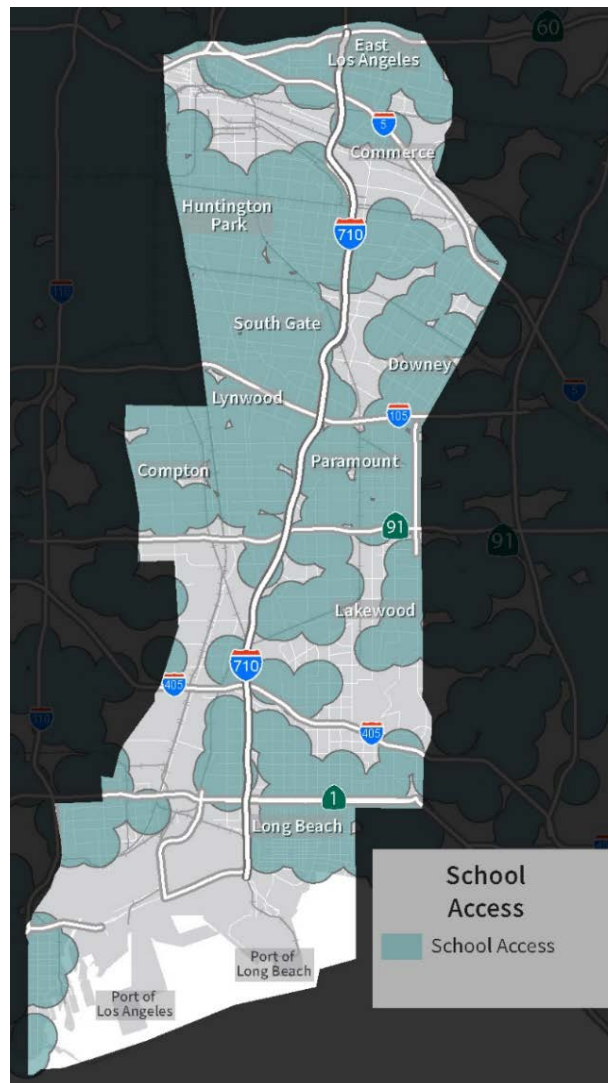 60
East
Los Angeles
5
Commerce
Huntington
Park
710
South Gate
Downey
Lynwood
105
Compton
Paramount
91
91
Lakewood
710
405
405
1
Long Beach
School
Access
School Access
Port of
Long Beach
Port of
Los Angeles
110
5